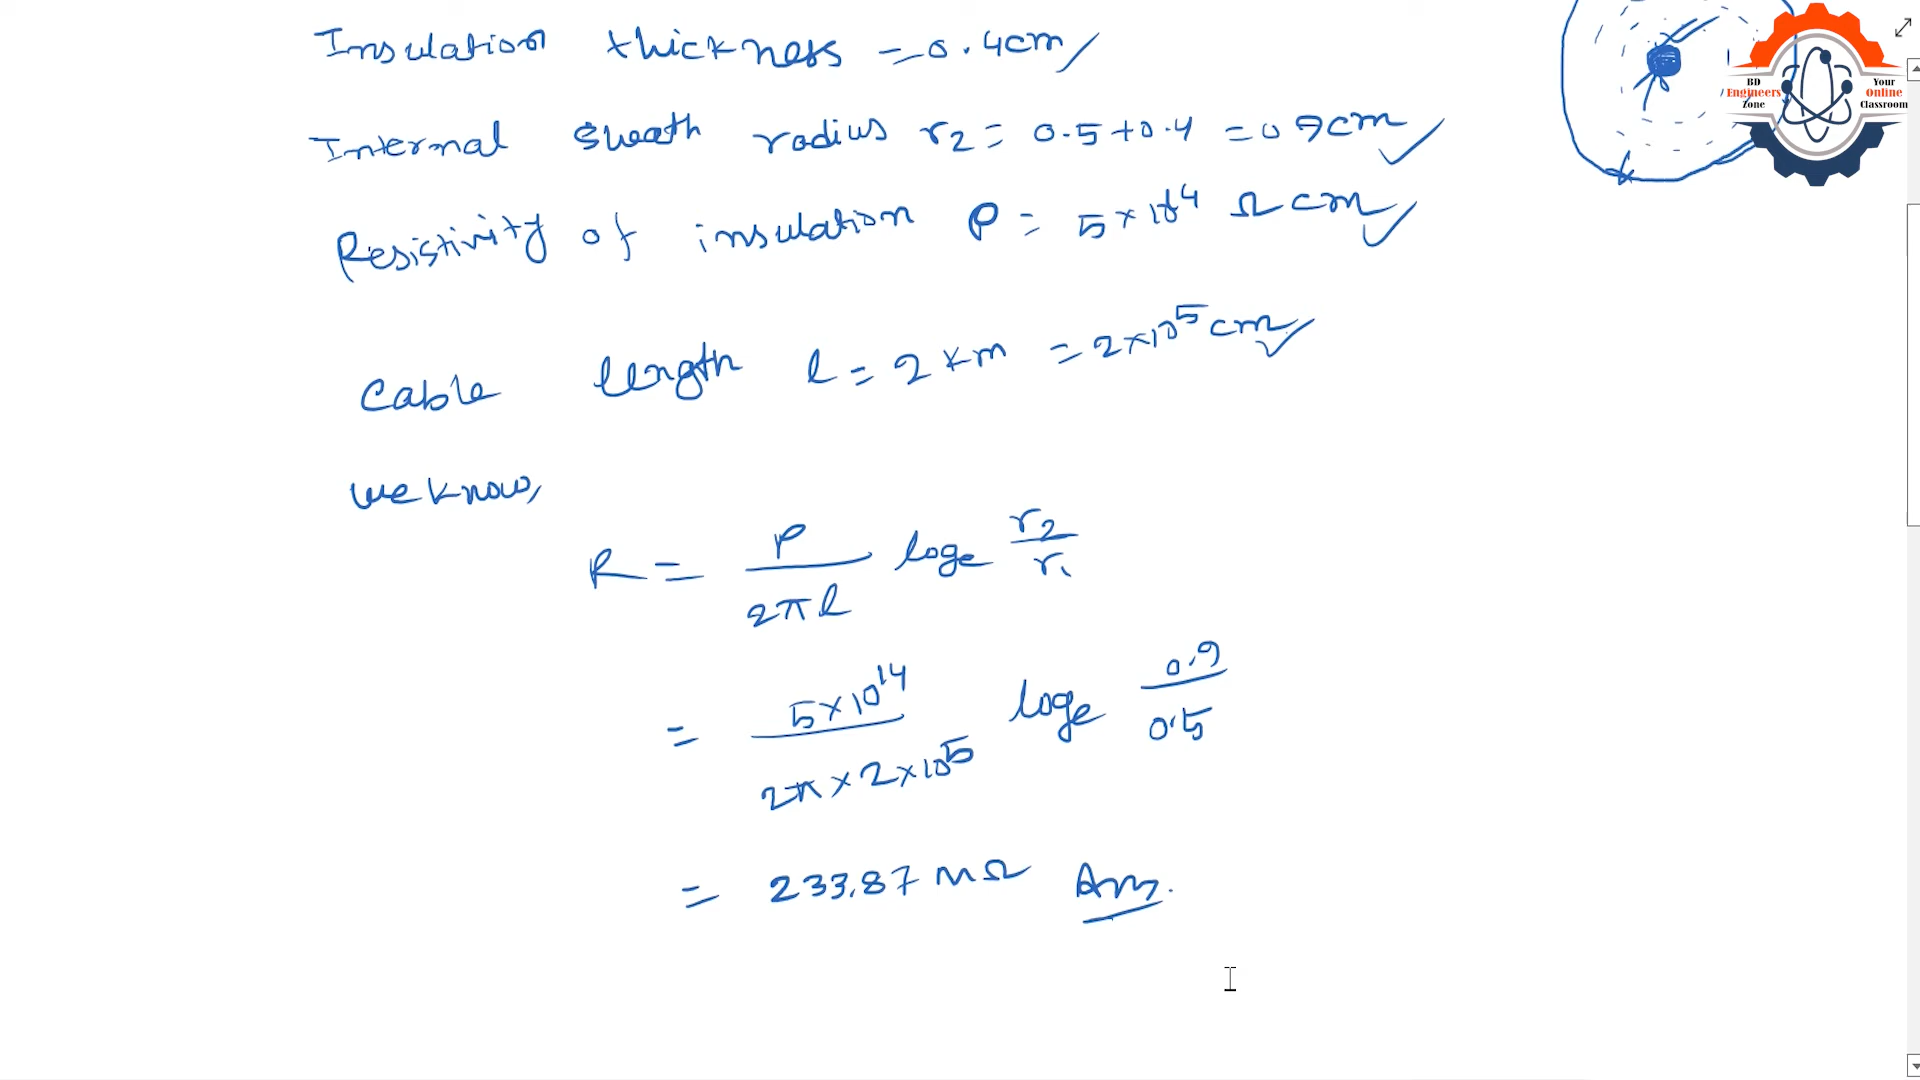 Insulation thickness = 0.4cm
Internal sheath radius r2 = 0.5+0.4 = 0.9cm
Resistivity of insulation ρ = 5×10^14 Ω cm
Cable length l = 2 km = 2×10^5 cm
We know,
R = ρ/2πl loge r2/r1
= 5×10^14/2π×2×10^5 loge 0.9/0.5
= 233.87 MΩ Ans.
BD Engineers Zone
Your Online Classroom